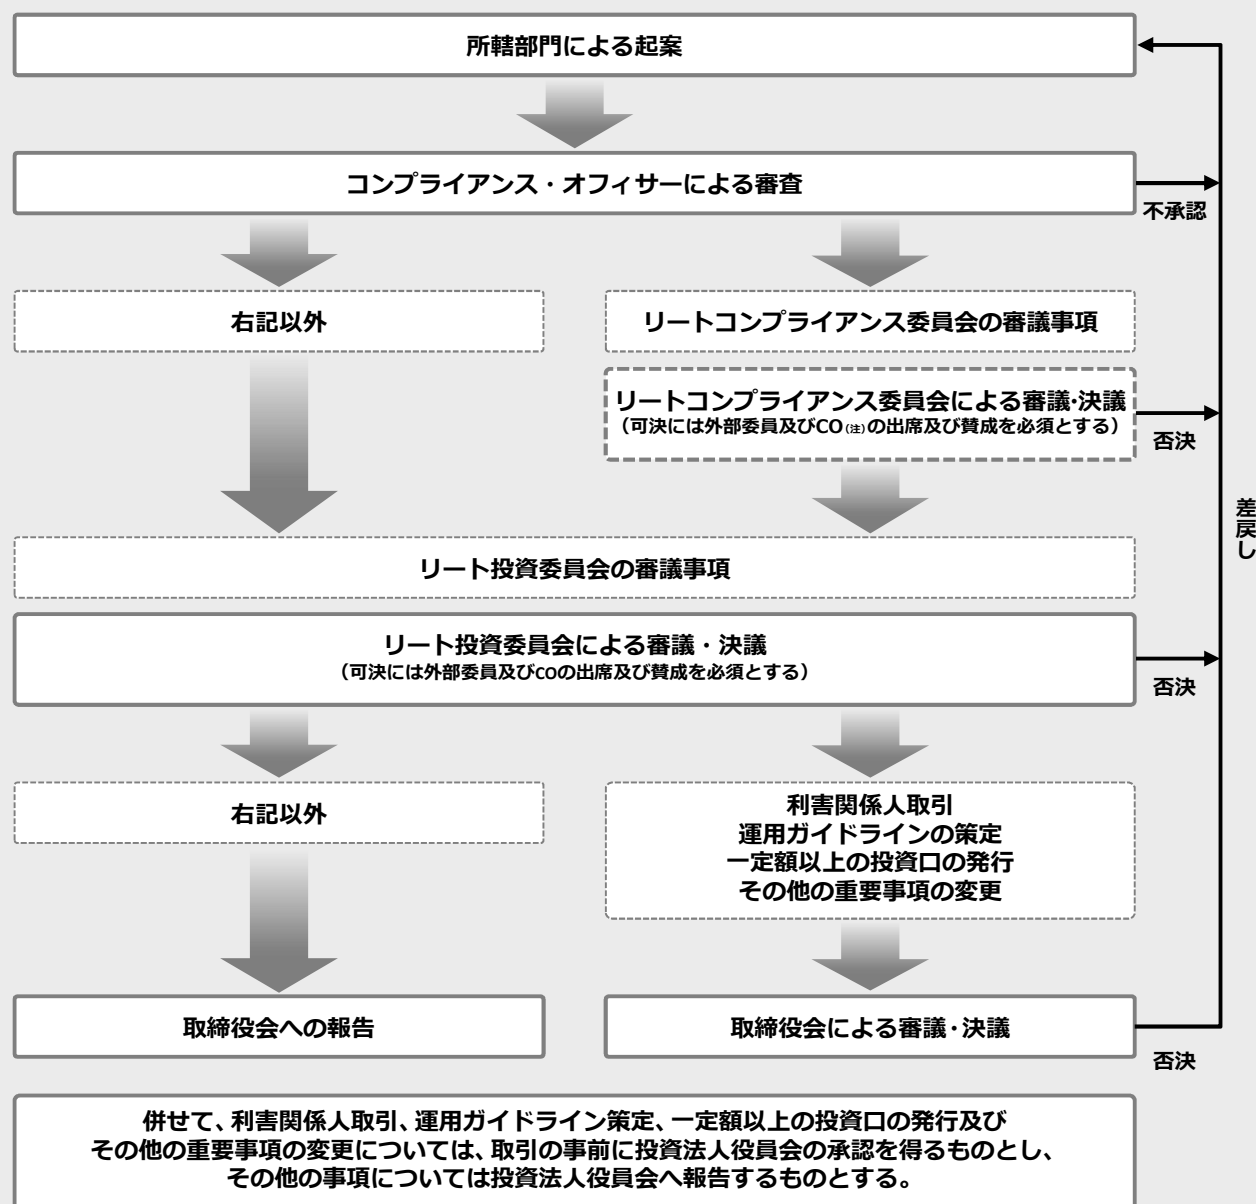 所轄部門による起案
コンプライアンス・オフィサーによる審査
不承認
右記以外
リートコンプライアンス委員会の審議事項
リートコンプライアンス委員会による審議・決議
（可決には外部委員及びCO（注）の出席及び賛成を必須とする）
否決
差戻し
リート投資委員会の審議事項
リート投資委員会による審議・決議
（可決には外部委員及びCOの出席及び賛成を必須とする）
否決
右記以外
利害関係人取引
運用ガイドラインの策定
一定額以上の投資口の発行
その他の重要事項の変更
取締役会への報告
取締役会による審議・決議
否決
併せて、利害関係人取引、運用ガイドライン策定、一定額以上の投資口の発行及び
その他の重要事項の変更については、取引の事前に投資法人役員会の承認を得るものとし、
その他の事項については投資法人役員会へ報告するものとする。